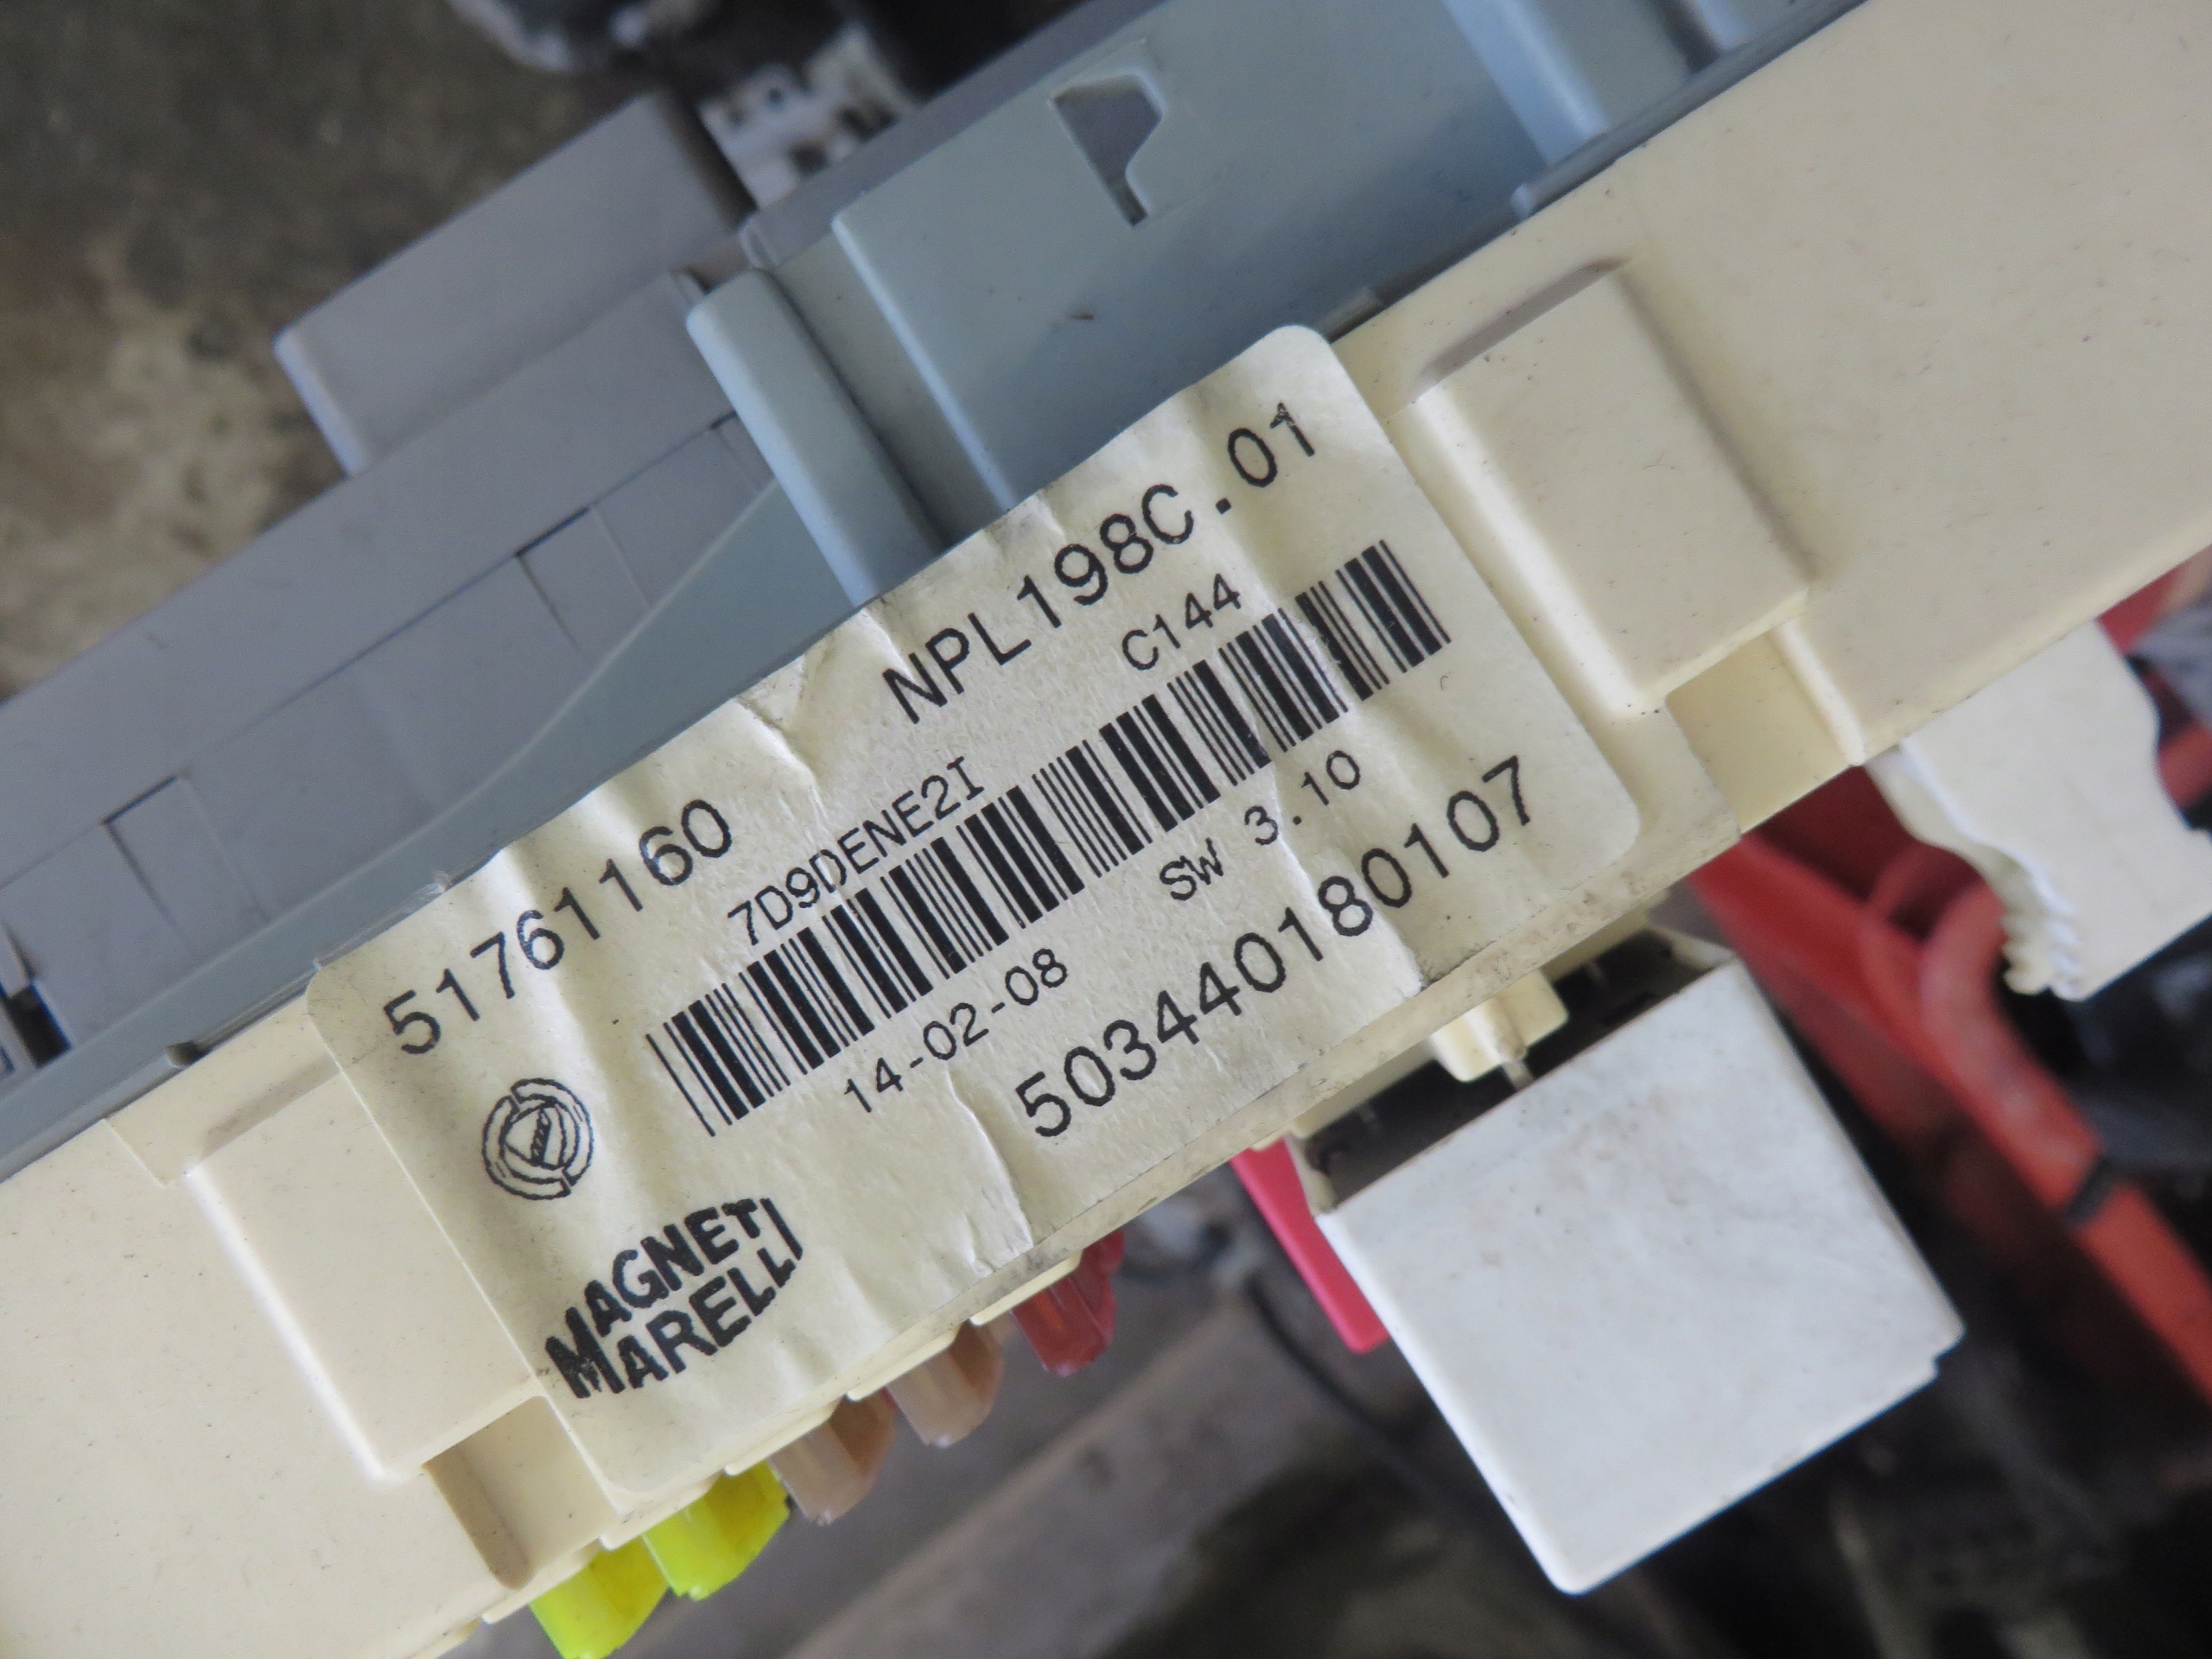 51761160 NPL198C.01
7D9DENE2I C144
14-02-08 SW 3.10
503440180107
MAGNETI
MARELLI